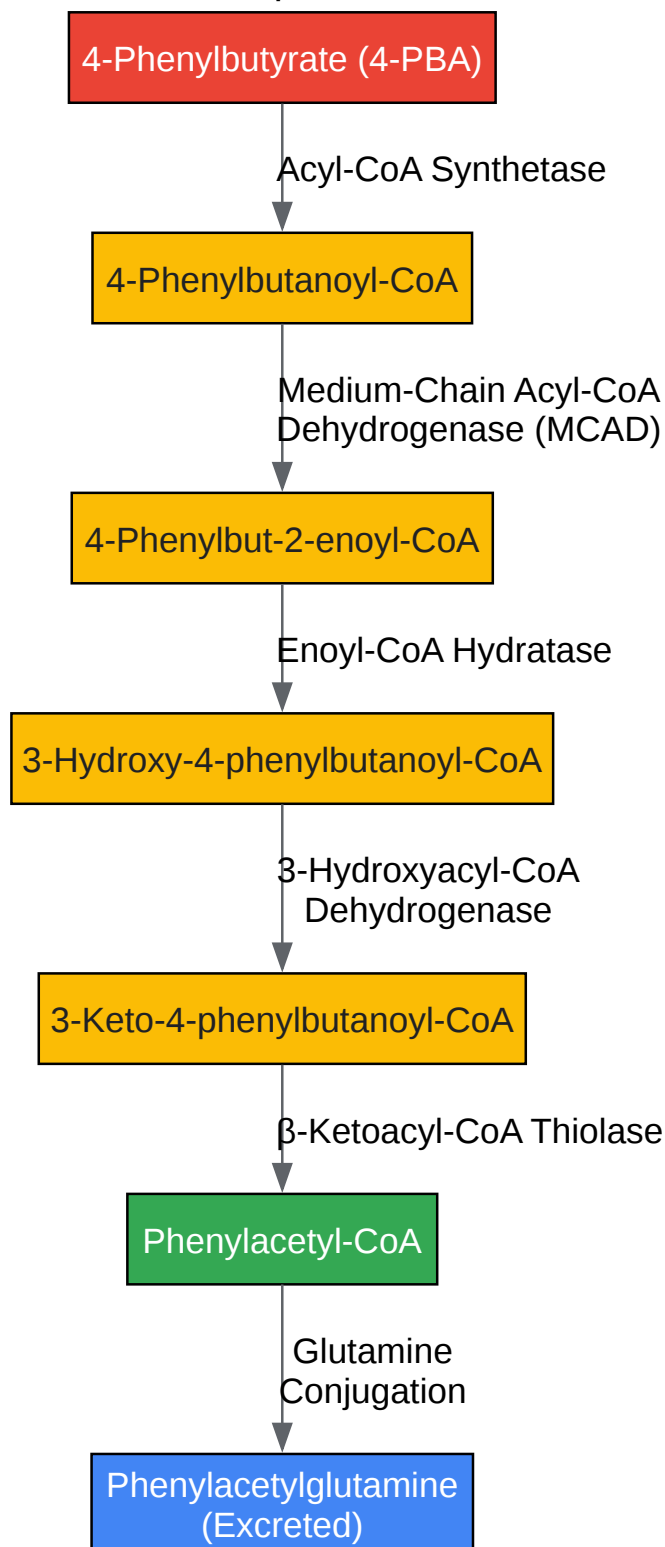 4-Phenylbutyrate (4-PBA)
Acyl-CoA Synthetase
4-Phenylbutanoyl-CoA
Medium-Chain Acyl-CoA
Dehydrogenase (MCAD)
4-Phenylbut-2-enoyl-CoA
Enoyl-CoA Hydratase
3-Hydroxy-4-phenylbutanoyl-CoA
3-Hydroxyacyl-CoA
Dehydrogenase
3-Keto-4-phenylbutanoyl-CoA
β-Ketoacyl-CoA Thiolase
Phenylacetyl-CoA
Glutamine
Conjugation
Phenylacetylglutamine
(Excreted)